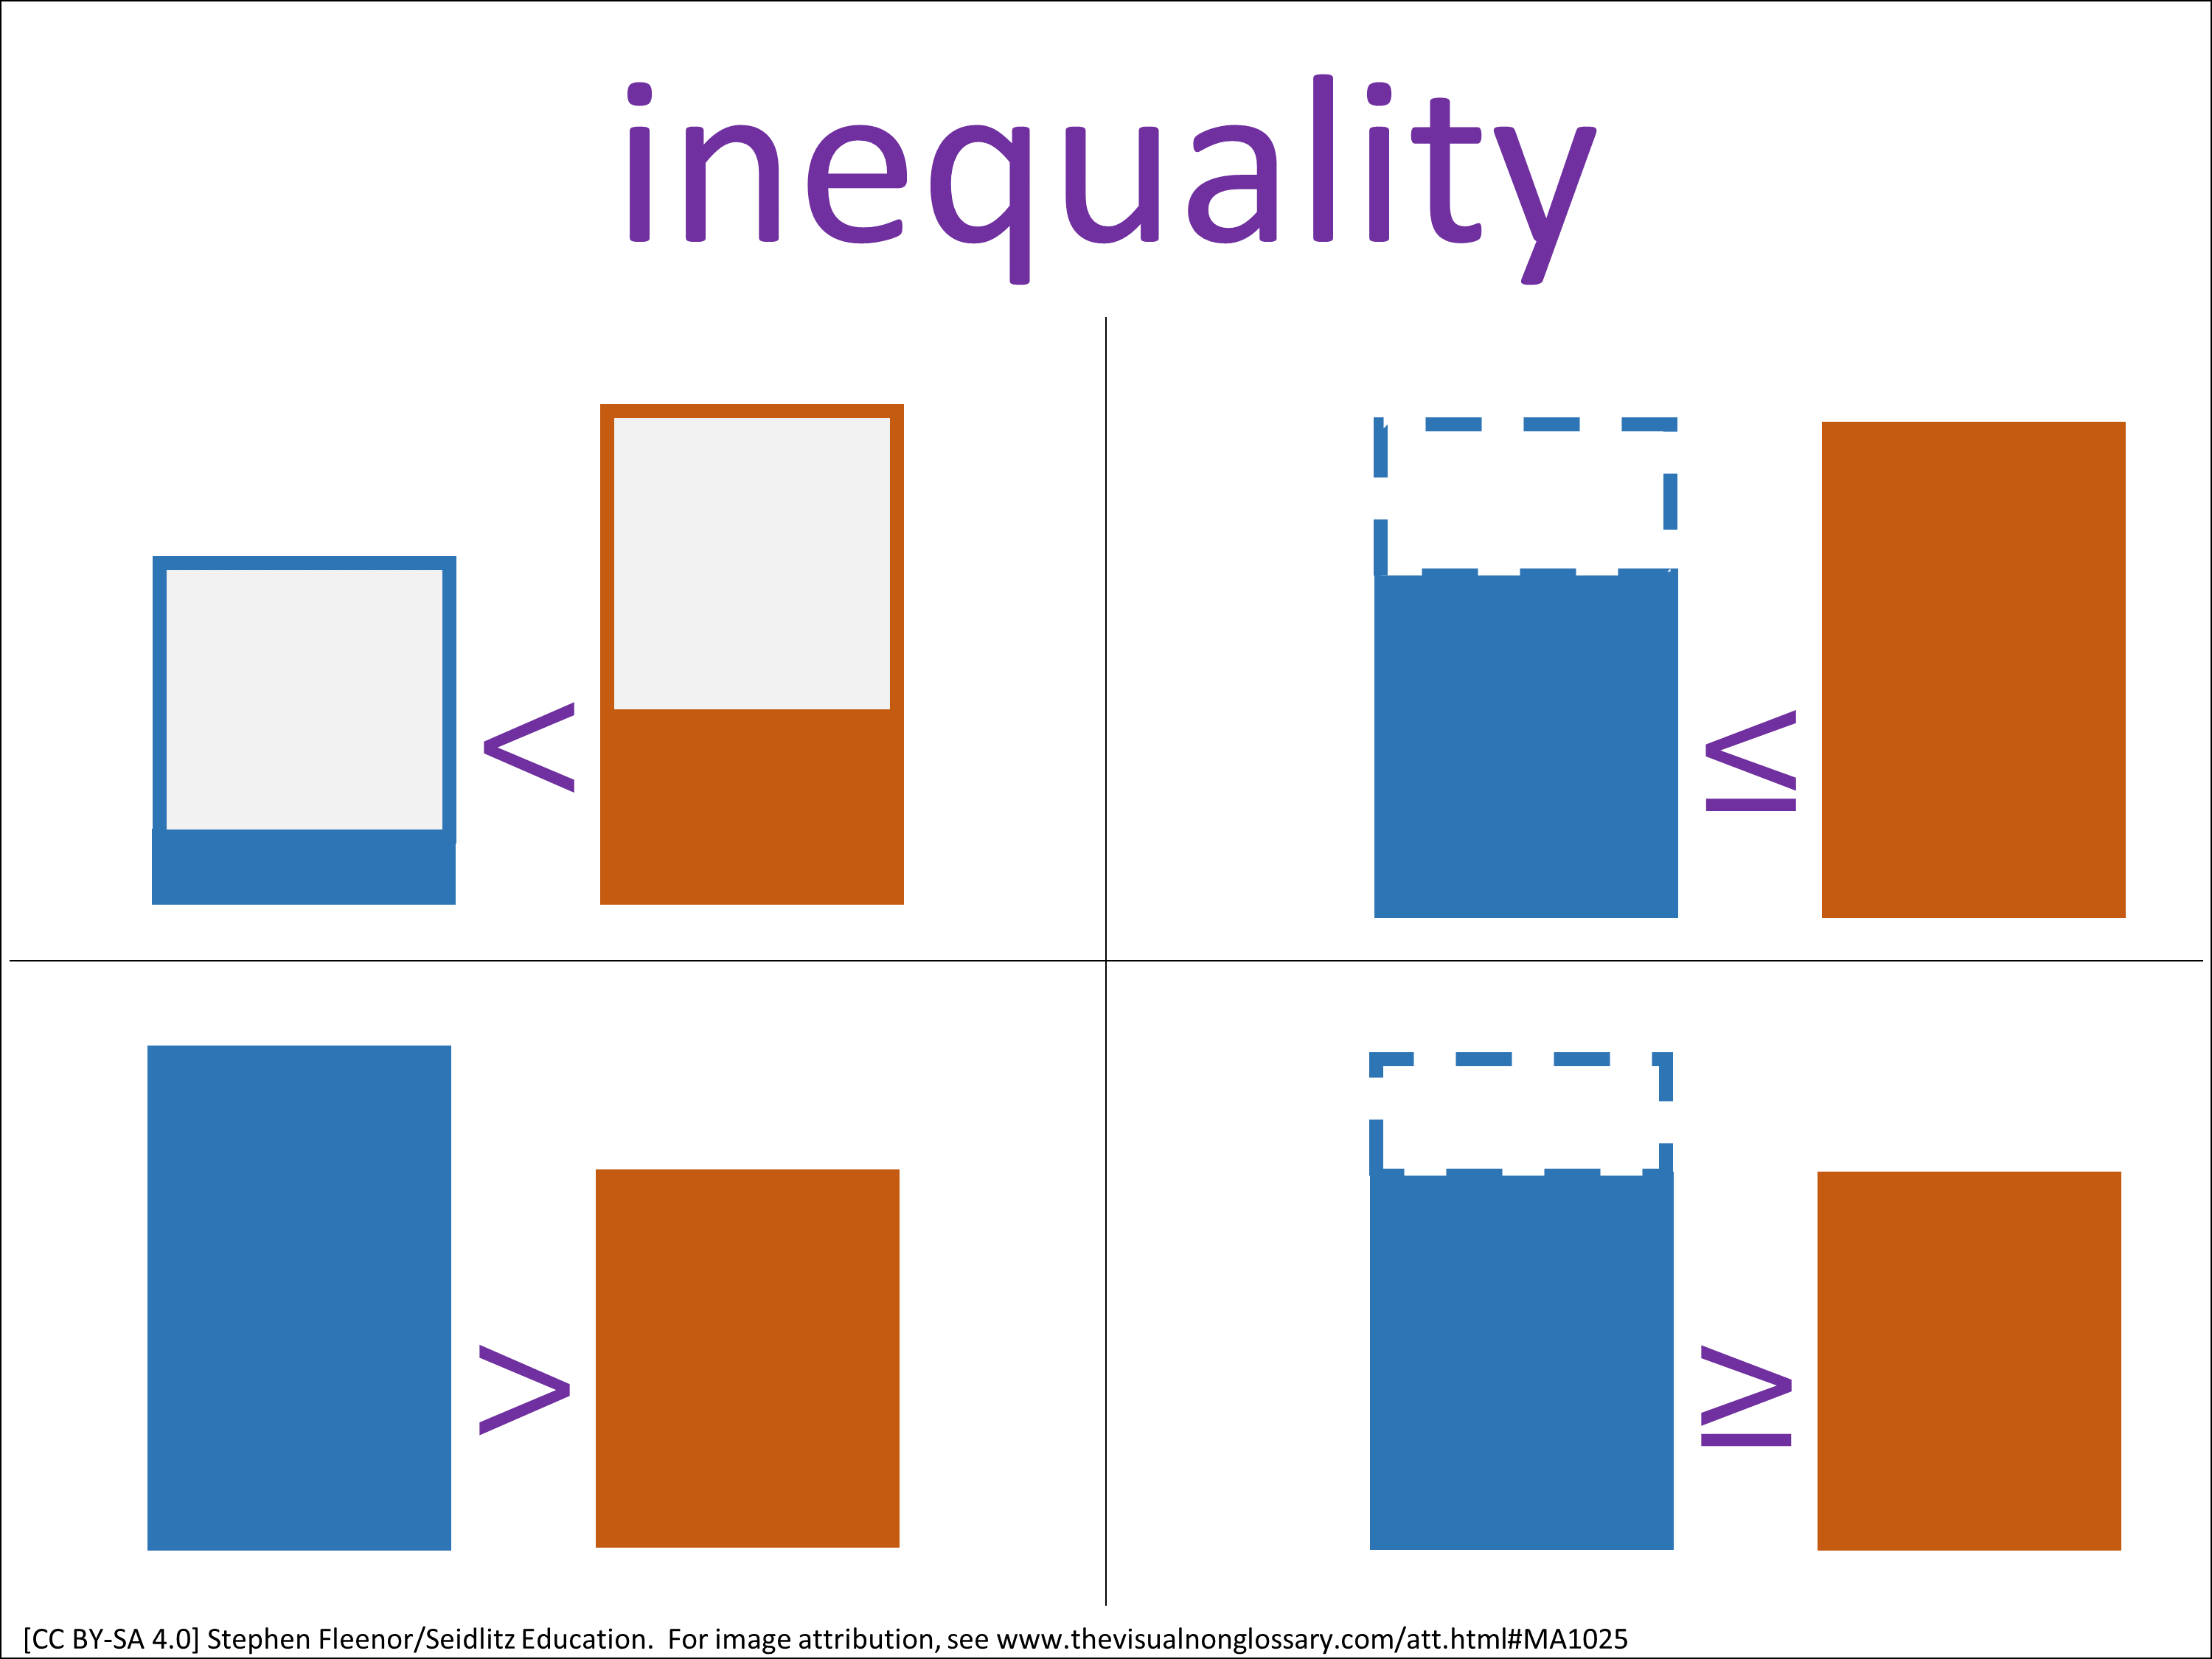 inequality
<
≤
>
≥
[CC BY-SA 4.0] Stephen Fleenor/Seidlitz Education.  For image attribution, see www.thevisualnonglossary.com/att.html#MA1025